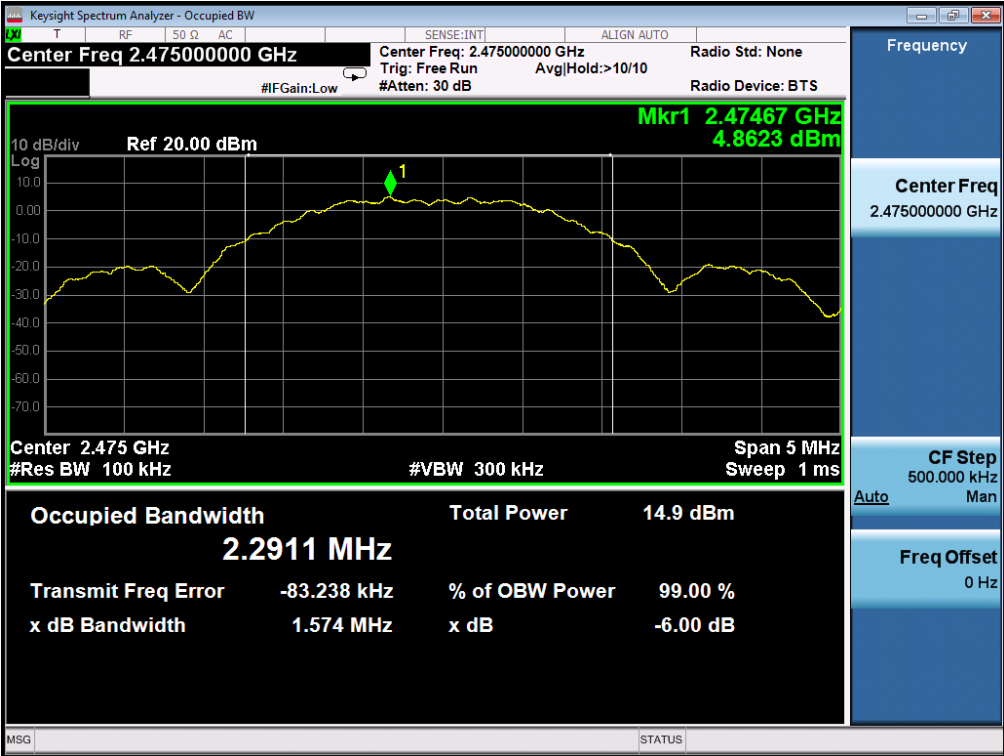 Keysight Spectrum Analyzer - Occupied BW
LXI T RF 50 Ω AC SENSE:INT ALIGN AUTO
Center Freq 2.475000000 GHz
Center Freq: 2.475000000 GHz Radio Std: None
Trig: Free Run Avg|Hold:>10/10
#IFGain:Low #Atten: 30 dB Radio Device: BTS
Mkr1 2.47467 GHz
4.8623 dBm
10 dB/div Ref 20.00 dBm
Log
1
10.0
0.00
-10.0
-20.0
-30.0
-40.0
-50.0
-60.0
-70.0
Center 2.475 GHz Span 5 MHz
#Res BW 100 kHz #VBW 300 kHz Sweep 1 ms
Occupied Bandwidth Total Power 14.9 dBm
2.2911 MHz
Transmit Freq Error -83.238 kHz % of OBW Power 99.00 %
x dB Bandwidth 1.574 MHz x dB -6.00 dB
Frequency
Center Freq
2.475000000 GHz
CF Step
500.000 kHz
Auto Man
Freq Offset
0 Hz
MSG STATUS